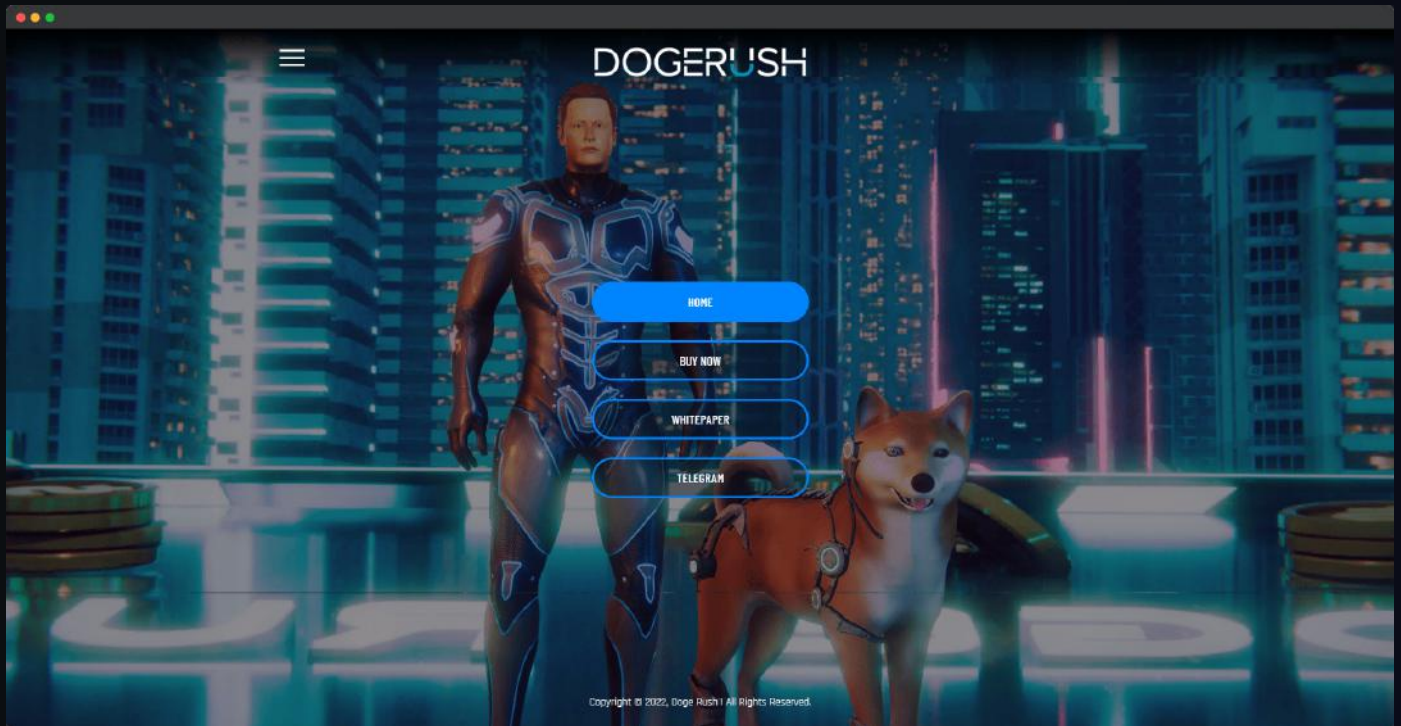 DOGERUSH
HOME
BUY NOW
WHITEPAPER
TELEGRAM
Copyright © 2022, Doge Rush | All Rights Reserved.